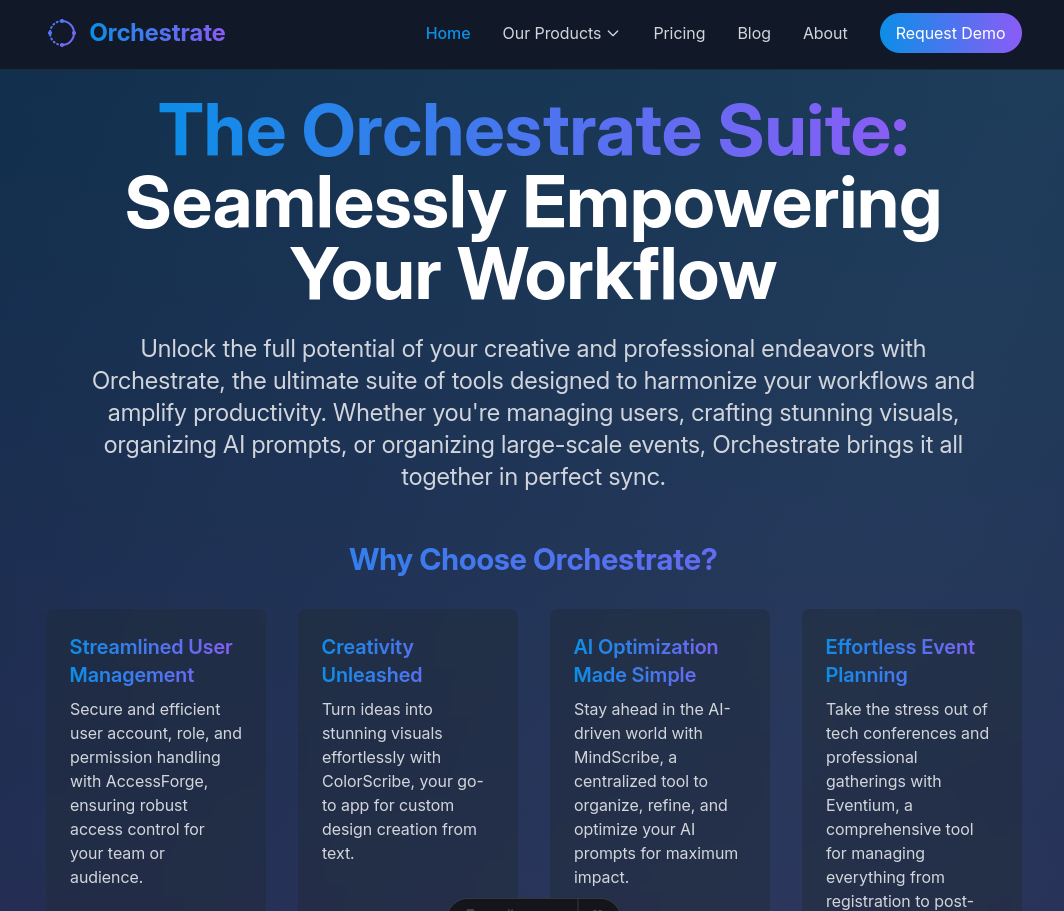 Orchestrate
Home
Our Products
Pricing
Blog
About
Request Demo
The Orchestrate Suite:
Seamlessly Empowering
Your Workflow
Unlock the full potential of your creative and professional endeavors with
Orchestrate, the ultimate suite of tools designed to harmonize your workflows and
amplify productivity. Whether you're managing users, crafting stunning visuals,
organizing AI prompts, or organizing large-scale events, Orchestrate brings it all
together in perfect sync.
Why Choose Orchestrate?
Streamlined User
Management
Secure and efficient
user account, role, and
permission handling
with AccessForge,
ensuring robust
access control for
your team or
audience.
Creativity
Unleashed
Turn ideas into
stunning visuals
effortlessly with
ColorScribe, your go-
to app for custom
design creation from
text.
AI Optimization
Made Simple
Stay ahead in the AI-
driven world with
MindScribe, a
centralized tool to
organize, refine, and
optimize your AI
prompts for maximum
impact.
Effortless Event
Planning
Take the stress out of
tech conferences and
professional
gatherings with
Eventium, a
comprehensive tool
for managing
everything from
registration to post-